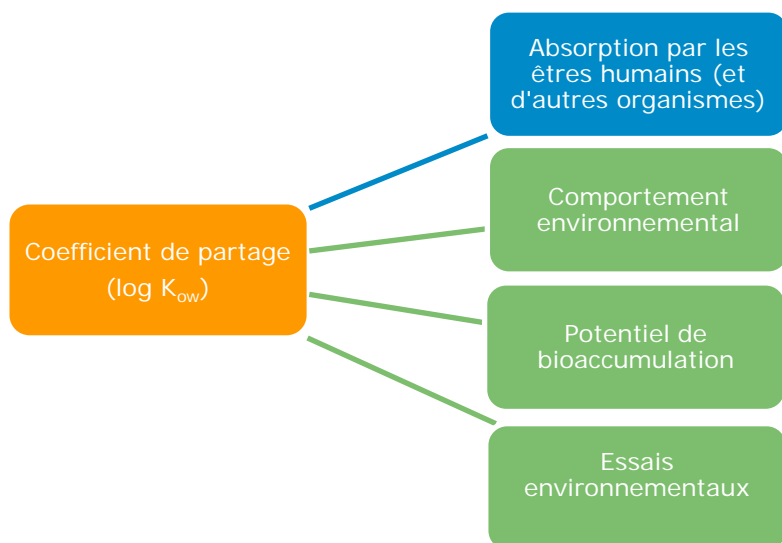 Absorption par les
êtres humains (et
d'autres organismes)
Comportement
environnemental
Coefficient de partage
(log Kow)
Potentiel de
bioaccumulation
Essais
environnementaux